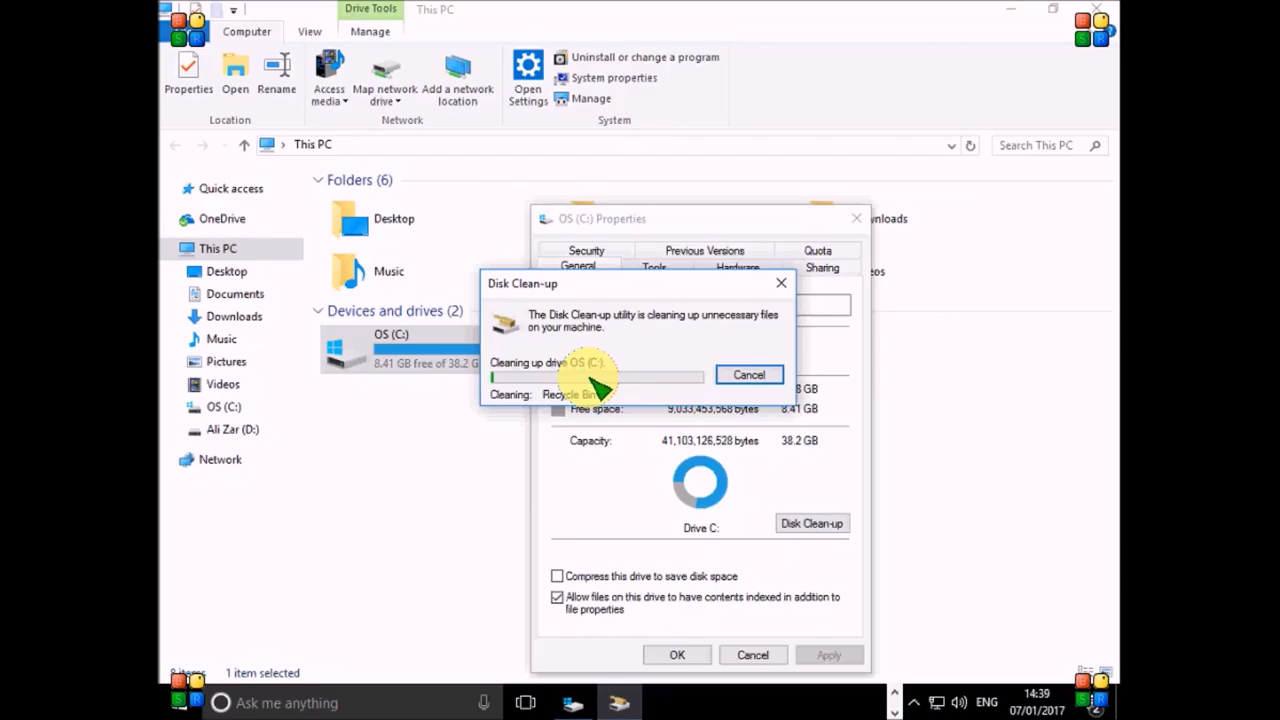 Drive Tools This PC
Computer View Manage
Properties Open Rename Access media Map network drive Add a network location Open Settings
Uninstall or change a program
System properties
Manage
Location Network System
This PC
Search This PC
Quick access
OneDrive
This PC
Desktop
Documents
Downloads
Music
Pictures
Videos
OS (C:)
Ali Zar (D:)
Network
Folders (6)
Desktop
Music
Devices and drives (2)
OS (C:)
8.41 GB free of 38.2 G
OS (C:) Properties
Security Previous Versions Quota
General Tools Hardware Sharing
Disk Clean-up
The Disk Clean-up utility is cleaning up unnecessary files
on your machine.
Cleaning up drive OS (C:).
Cancel
Cleaning: Recycle Bin
Free space: 9,033,453,568 bytes 8.41 GB
Capacity: 41,103,126,528 bytes 38.2 GB
Drive C:
Disk Clean-up
Compress this drive to save disk space
Allow files on this drive to have contents indexed in addition to
file properties
OK Cancel Apply
8 items 1 item selected
Ask me anything
ENG
14:39
07/01/2017
B S R
B S R
B S R
B S R